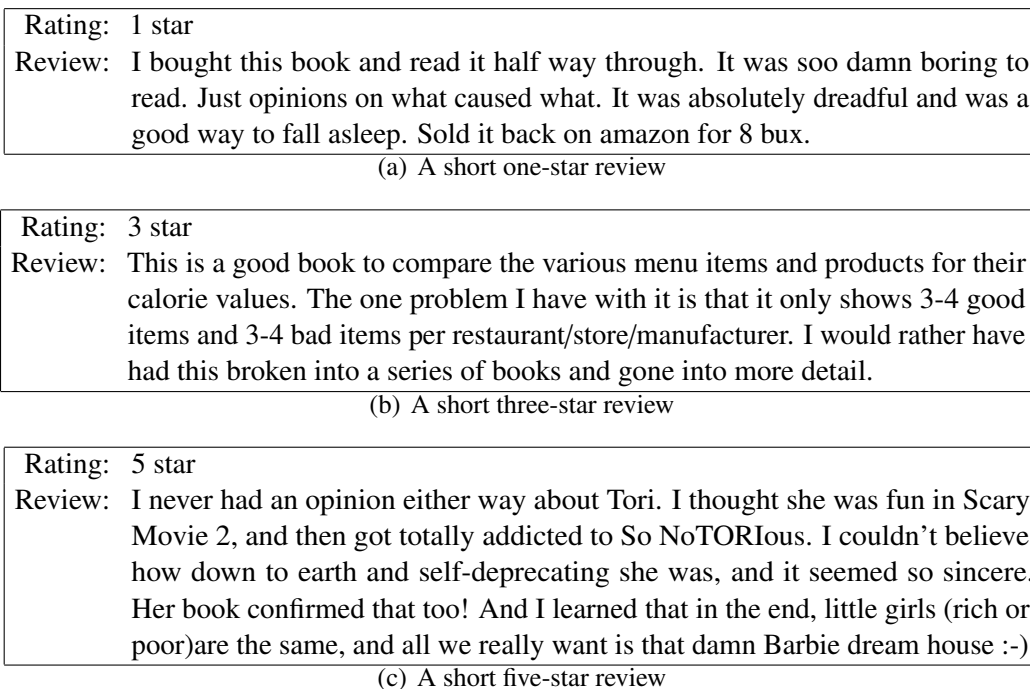 Rating: 1 star
Review: I bought this book and read it half way through. It was soo damn boring to
read. Just opinions on what caused what. It was absolutely dreadful and was a
good way to fall asleep. Sold it back on amazon for 8 bux.
(a) A short one-star review
Rating: 3 star
Review: This is a good book to compare the various menu items and products for their
calorie values. The one problem I have with it is that it only shows 3-4 good
items and 3-4 bad items per restaurant/store/manufacturer. I would rather have
had this broken into a series of books and gone into more detail.
(b) A short three-star review
Rating: 5 star
Review: I never had an opinion either way about Tori. I thought she was fun in Scary
Movie 2, and then got totally addicted to So NoTORIous. I couldn't believe
how down to earth and self-deprecating she was, and it seemed so sincere.
Her book confirmed that too! And I learned that in the end, little girls (rich or
poor)are the same, and all we really want is that damn Barbie dream house :-)
(c) A short five-star review